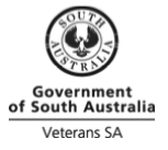 SOUTH
AUSTRALIA
Government
of South Australia
Veterans SA